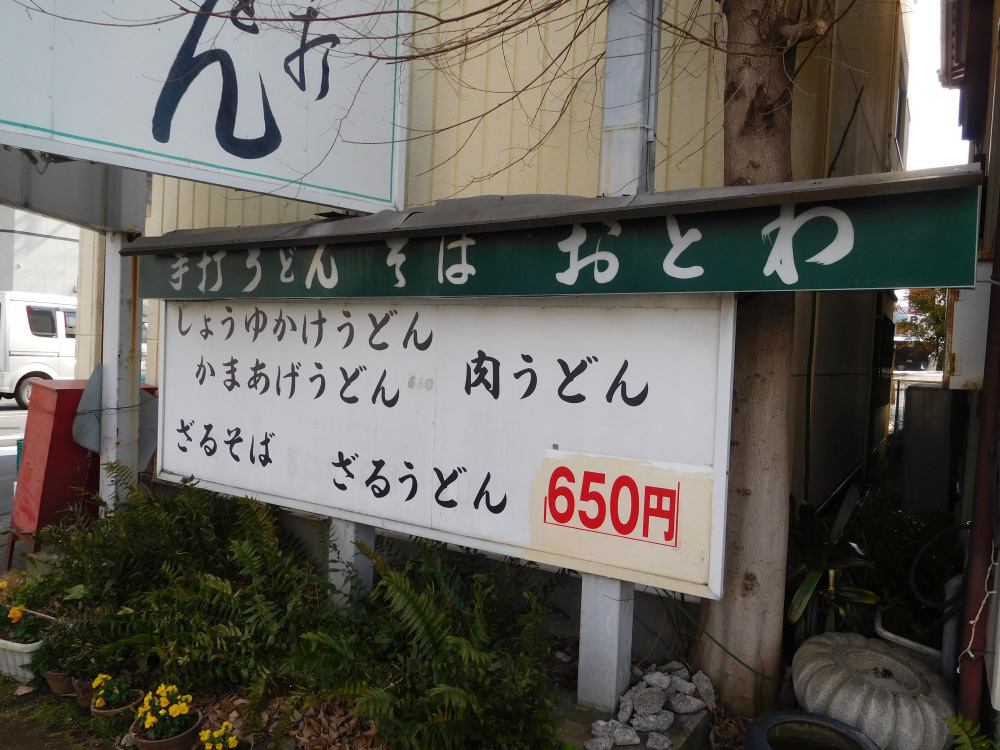 ん
打
手打うどん そば おとわ
しょうゆかけうどん
かまあげうどん 630
肉うどん
ざるそば
ざるうどん
650円